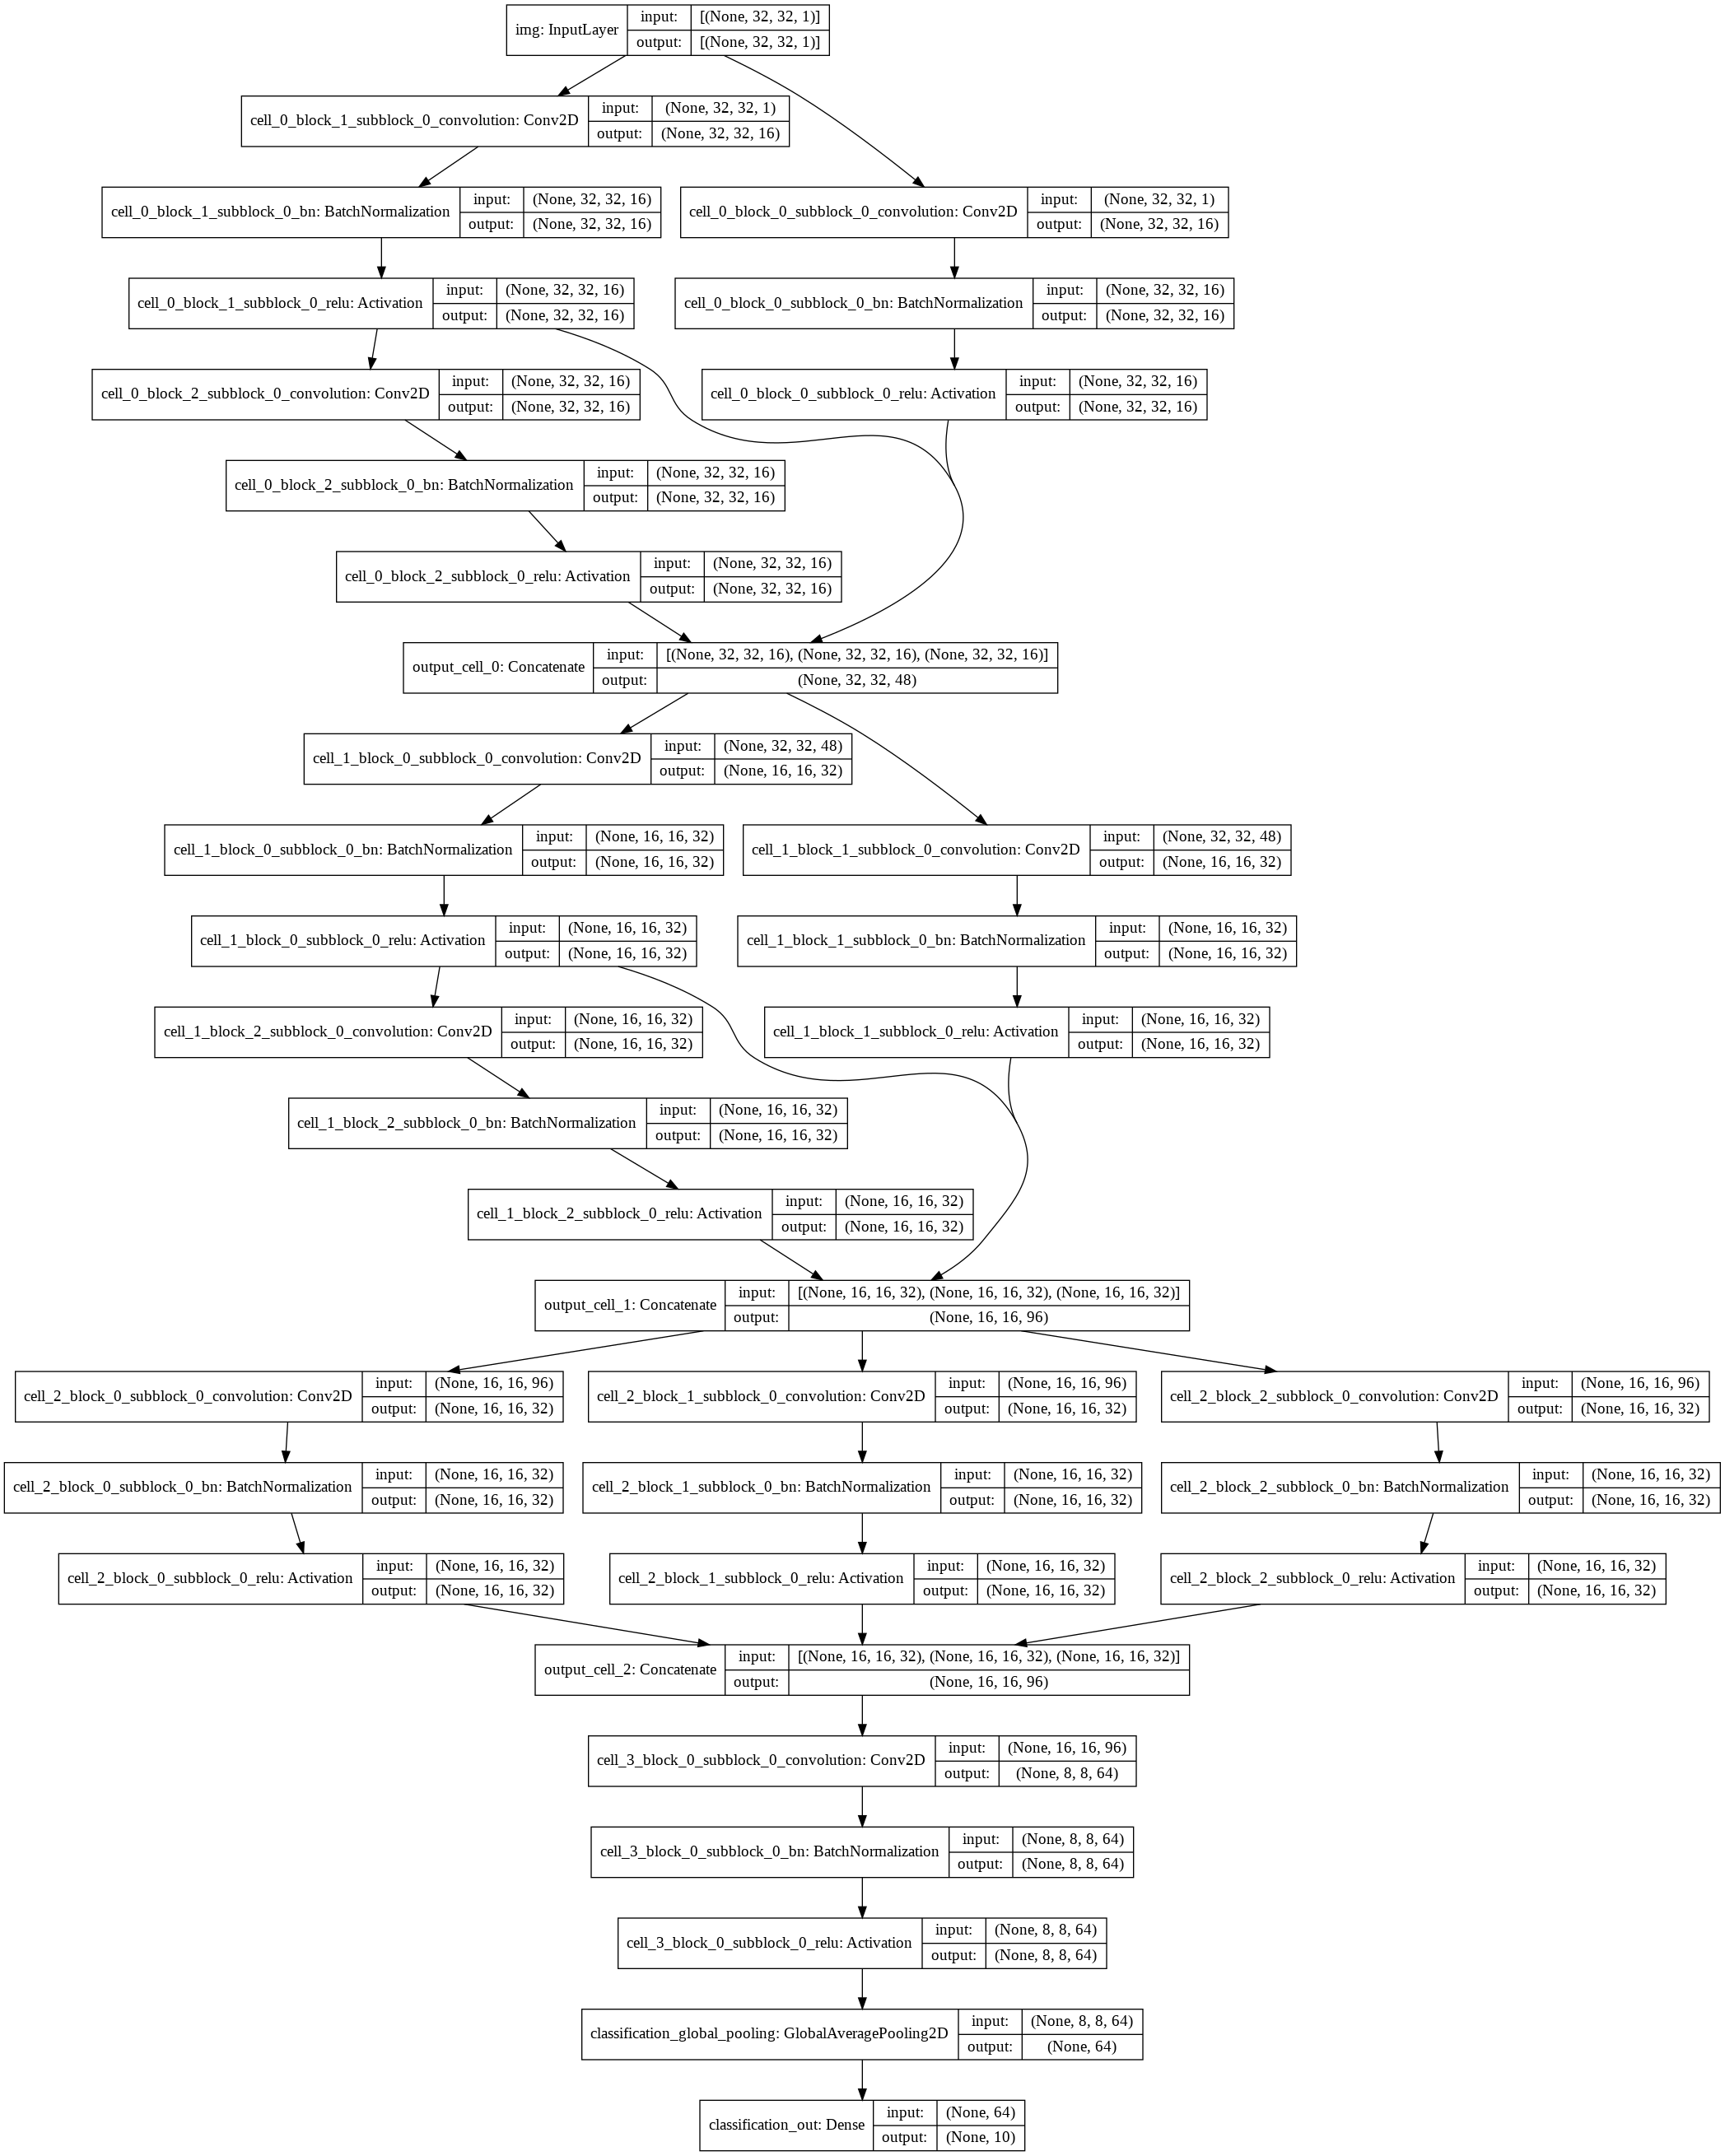 img: InputLayer
input: [(None, 32, 32, 1)]
output: [(None, 32, 32, 1)]
cell_0_block_1_subblock_0_convolution: Conv2D
input: (None, 32, 32, 1)
output: (None, 32, 32, 16)
cell_0_block_1_subblock_0_bn: BatchNormalization
input: (None, 32, 32, 16)
output: (None, 32, 32, 16)
cell_0_block_0_subblock_0_convolution: Conv2D
input: (None, 32, 32, 1)
output: (None, 32, 32, 16)
cell_0_block_1_subblock_0_relu: Activation
input: (None, 32, 32, 16)
output: (None, 32, 32, 16)
cell_0_block_0_subblock_0_bn: BatchNormalization
input: (None, 32, 32, 16)
output: (None, 32, 32, 16)
cell_0_block_2_subblock_0_convolution: Conv2D
input: (None, 32, 32, 16)
output: (None, 32, 32, 16)
cell_0_block_0_subblock_0_relu: Activation
input: (None, 32, 32, 16)
output: (None, 32, 32, 16)
cell_0_block_2_subblock_0_bn: BatchNormalization
input: (None, 32, 32, 16)
output: (None, 32, 32, 16)
cell_0_block_2_subblock_0_relu: Activation
input: (None, 32, 32, 16)
output: (None, 32, 32, 16)
output_cell_0: Concatenate
input: [(None, 32, 32, 16), (None, 32, 32, 16), (None, 32, 32, 16)]
output: (None, 32, 32, 48)
cell_1_block_0_subblock_0_convolution: Conv2D
input: (None, 32, 32, 48)
output: (None, 16, 16, 32)
cell_1_block_0_subblock_0_bn: BatchNormalization
input: (None, 16, 16, 32)
output: (None, 16, 16, 32)
cell_1_block_1_subblock_0_convolution: Conv2D
input: (None, 32, 32, 48)
output: (None, 16, 16, 32)
cell_1_block_0_subblock_0_relu: Activation
input: (None, 16, 16, 32)
output: (None, 16, 16, 32)
cell_1_block_1_subblock_0_bn: BatchNormalization
input: (None, 16, 16, 32)
output: (None, 16, 16, 32)
cell_1_block_2_subblock_0_convolution: Conv2D
input: (None, 16, 16, 32)
output: (None, 16, 16, 32)
cell_1_block_1_subblock_0_relu: Activation
input: (None, 16, 16, 32)
output: (None, 16, 16, 32)
cell_1_block_2_subblock_0_bn: BatchNormalization
input: (None, 16, 16, 32)
output: (None, 16, 16, 32)
cell_1_block_2_subblock_0_relu: Activation
input: (None, 16, 16, 32)
output: (None, 16, 16, 32)
output_cell_1: Concatenate
input: [(None, 16, 16, 32), (None, 16, 16, 32), (None, 16, 16, 32)]
output: (None, 16, 16, 96)
cell_2_block_0_subblock_0_convolution: Conv2D
input: (None, 16, 16, 96)
output: (None, 16, 16, 32)
cell_2_block_1_subblock_0_convolution: Conv2D
input: (None, 16, 16, 96)
output: (None, 16, 16, 32)
cell_2_block_2_subblock_0_convolution: Conv2D
input: (None, 16, 16, 96)
output: (None, 16, 16, 32)
cell_2_block_0_subblock_0_bn: BatchNormalization
input: (None, 16, 16, 32)
output: (None, 16, 16, 32)
cell_2_block_1_subblock_0_bn: BatchNormalization
input: (None, 16, 16, 32)
output: (None, 16, 16, 32)
cell_2_block_2_subblock_0_bn: BatchNormalization
input: (None, 16, 16, 32)
output: (None, 16, 16, 32)
cell_2_block_0_subblock_0_relu: Activation
input: (None, 16, 16, 32)
output: (None, 16, 16, 32)
cell_2_block_1_subblock_0_relu: Activation
input: (None, 16, 16, 32)
output: (None, 16, 16, 32)
cell_2_block_2_subblock_0_relu: Activation
input: (None, 16, 16, 32)
output: (None, 16, 16, 32)
output_cell_2: Concatenate
input: [(None, 16, 16, 32), (None, 16, 16, 32), (None, 16, 16, 32)]
output: (None, 16, 16, 96)
cell_3_block_0_subblock_0_convolution: Conv2D
input: (None, 16, 16, 96)
output: (None, 8, 8, 64)
cell_3_block_0_subblock_0_bn: BatchNormalization
input: (None, 8, 8, 64)
output: (None, 8, 8, 64)
cell_3_block_0_subblock_0_relu: Activation
input: (None, 8, 8, 64)
output: (None, 8, 8, 64)
classification_global_pooling: GlobalAveragePooling2D
input: (None, 8, 8, 64)
output: (None, 64)
classification_out: Dense
input: (None, 64)
output: (None, 10)